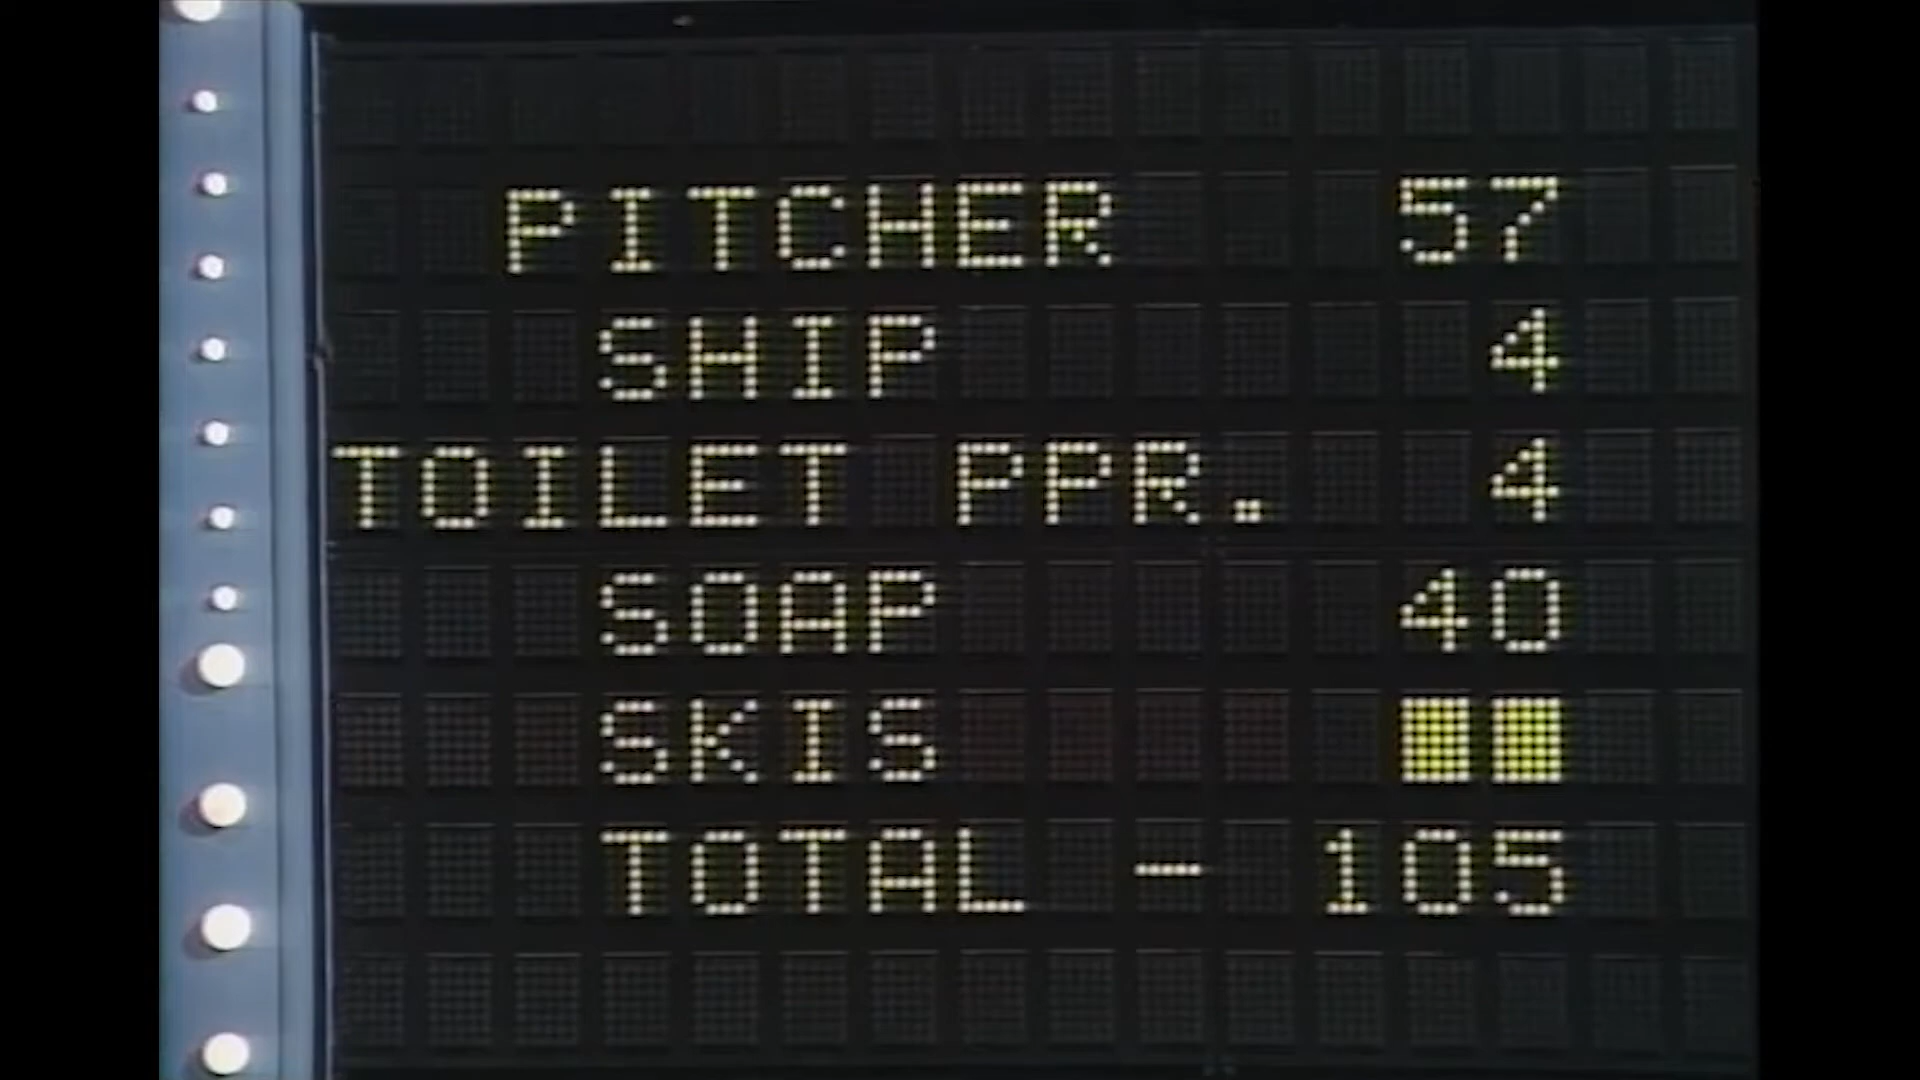 PITCHER 57
SHIP 4
TOILET PPR. 4
SOAP 40
SKIS
TOTAL - 105